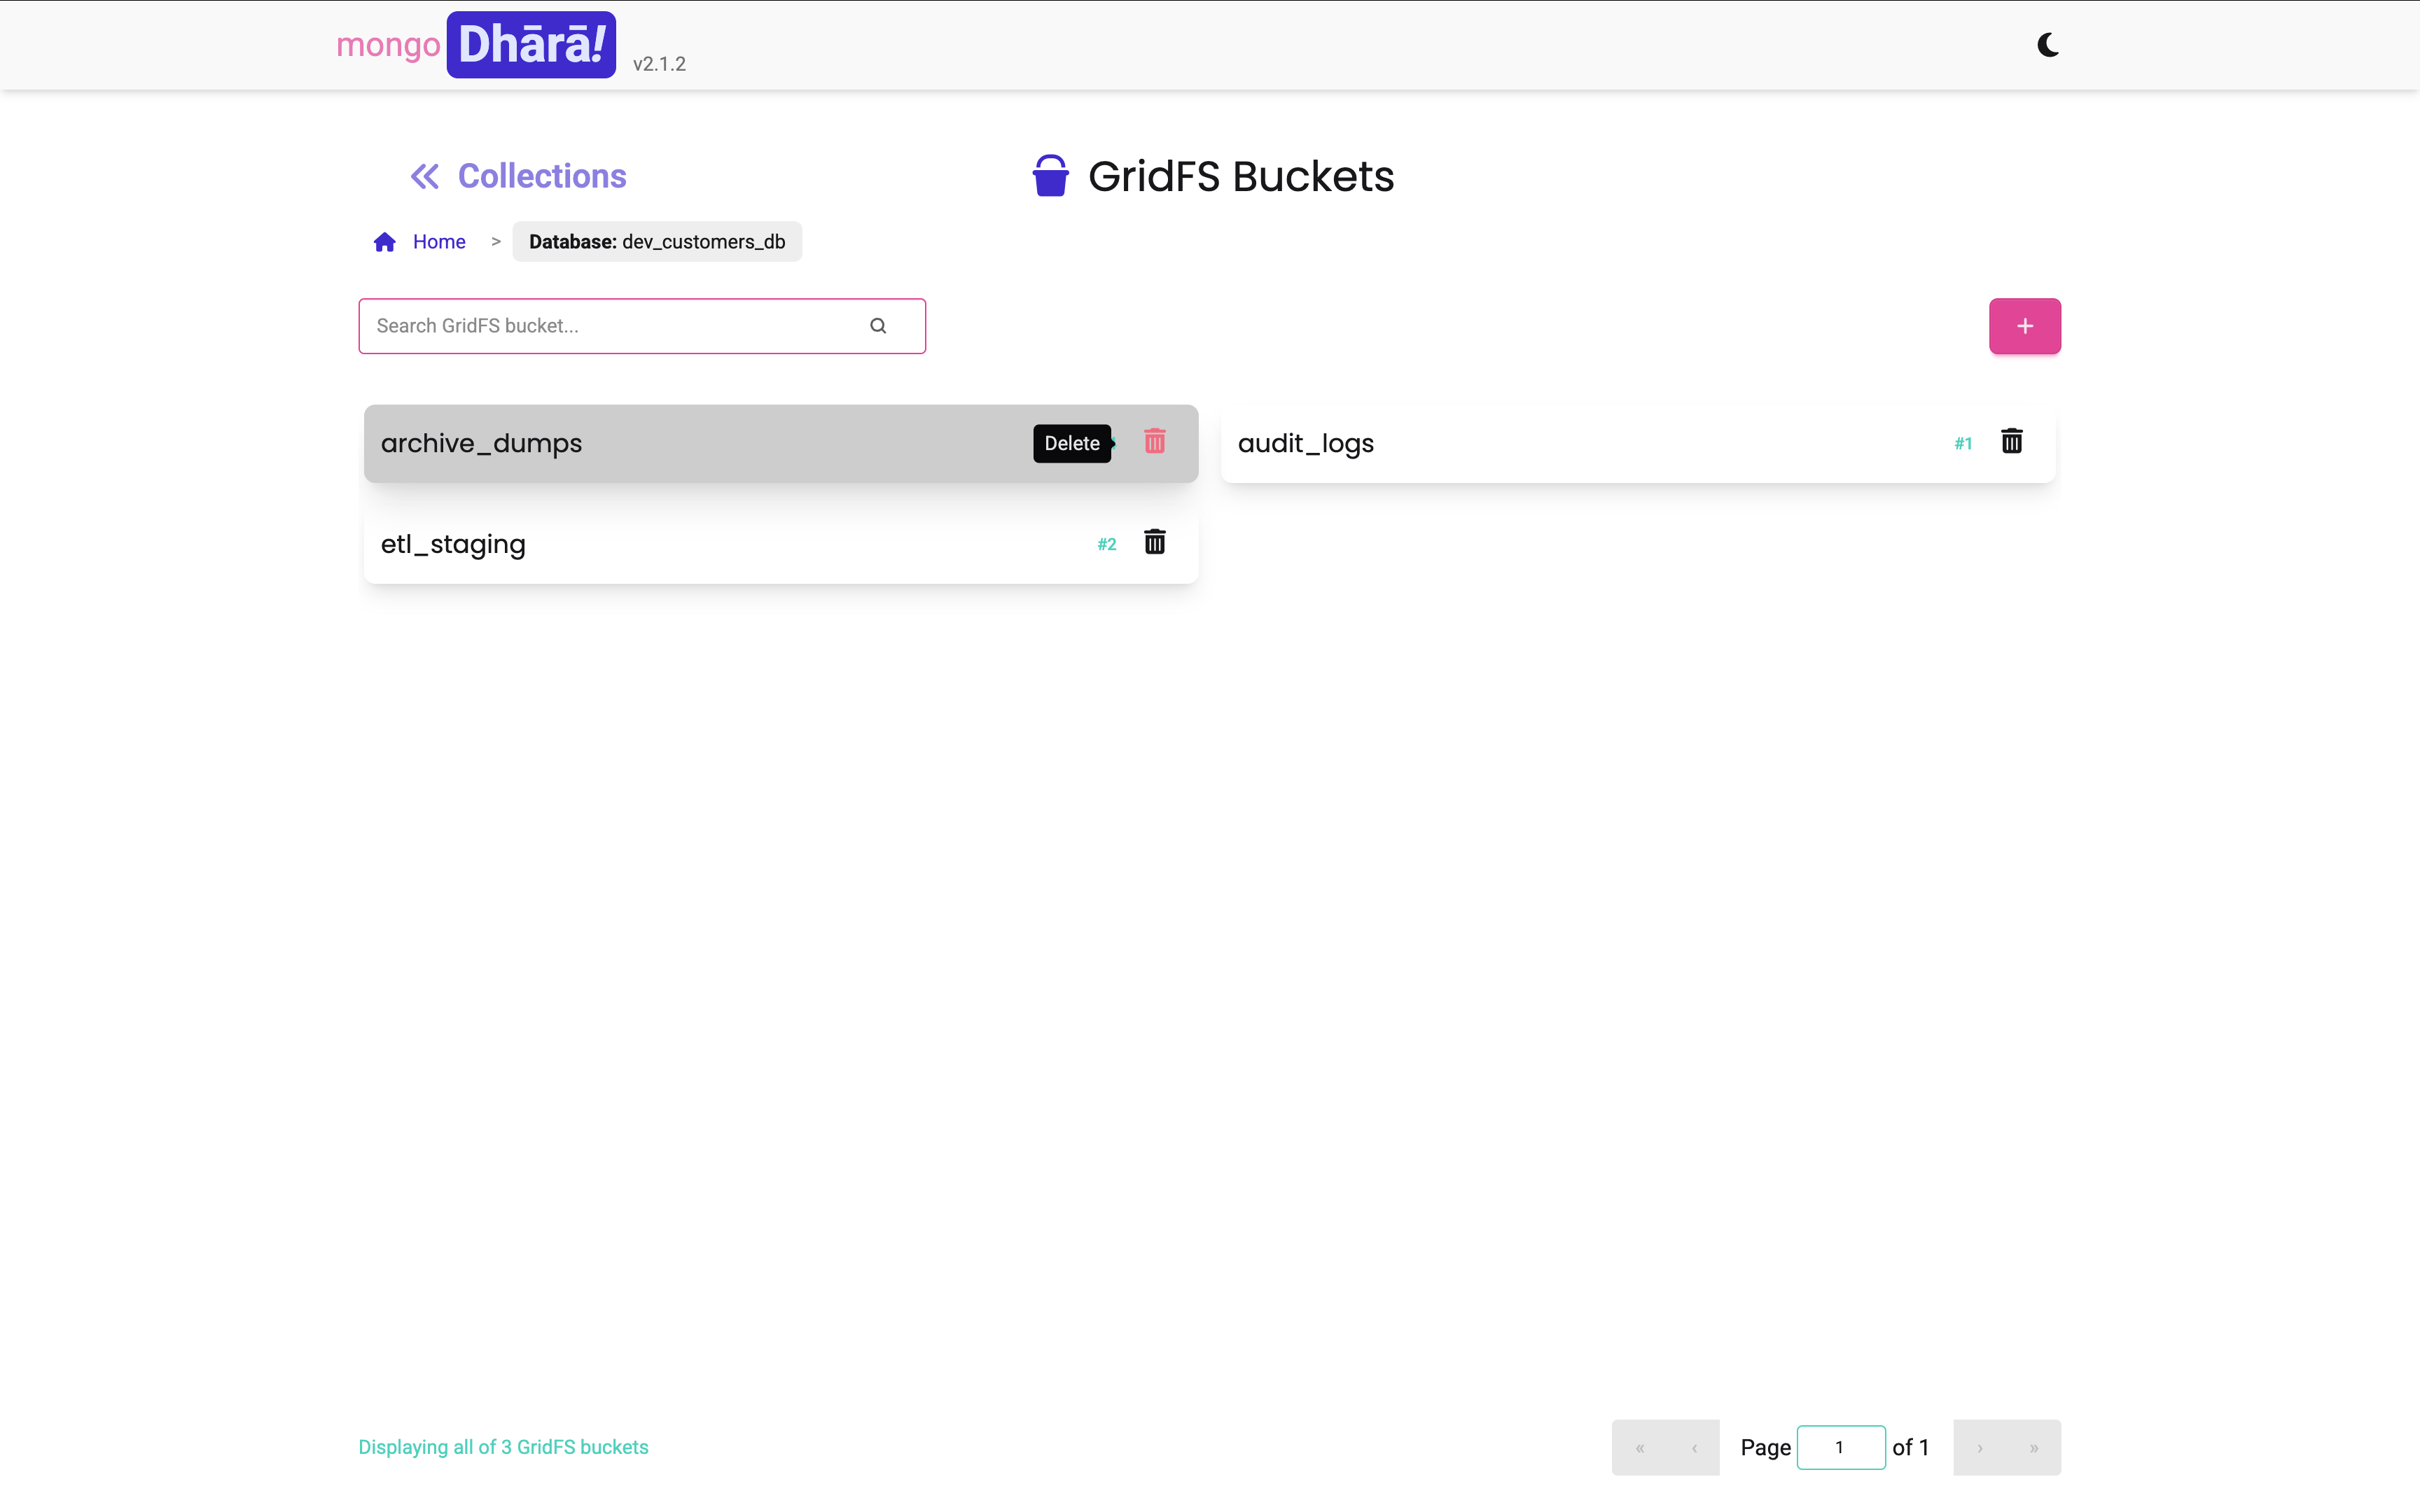 mongo Dhārā! v2.1.2
« Collections
GridFS Buckets
Home > Database: dev_customers_db
Search GridFS bucket...
+
archive_dumps Delete
audit_logs #1
etl_staging #2
Displaying all of 3 GridFS buckets
« ‹ Page 1 of 1 › »